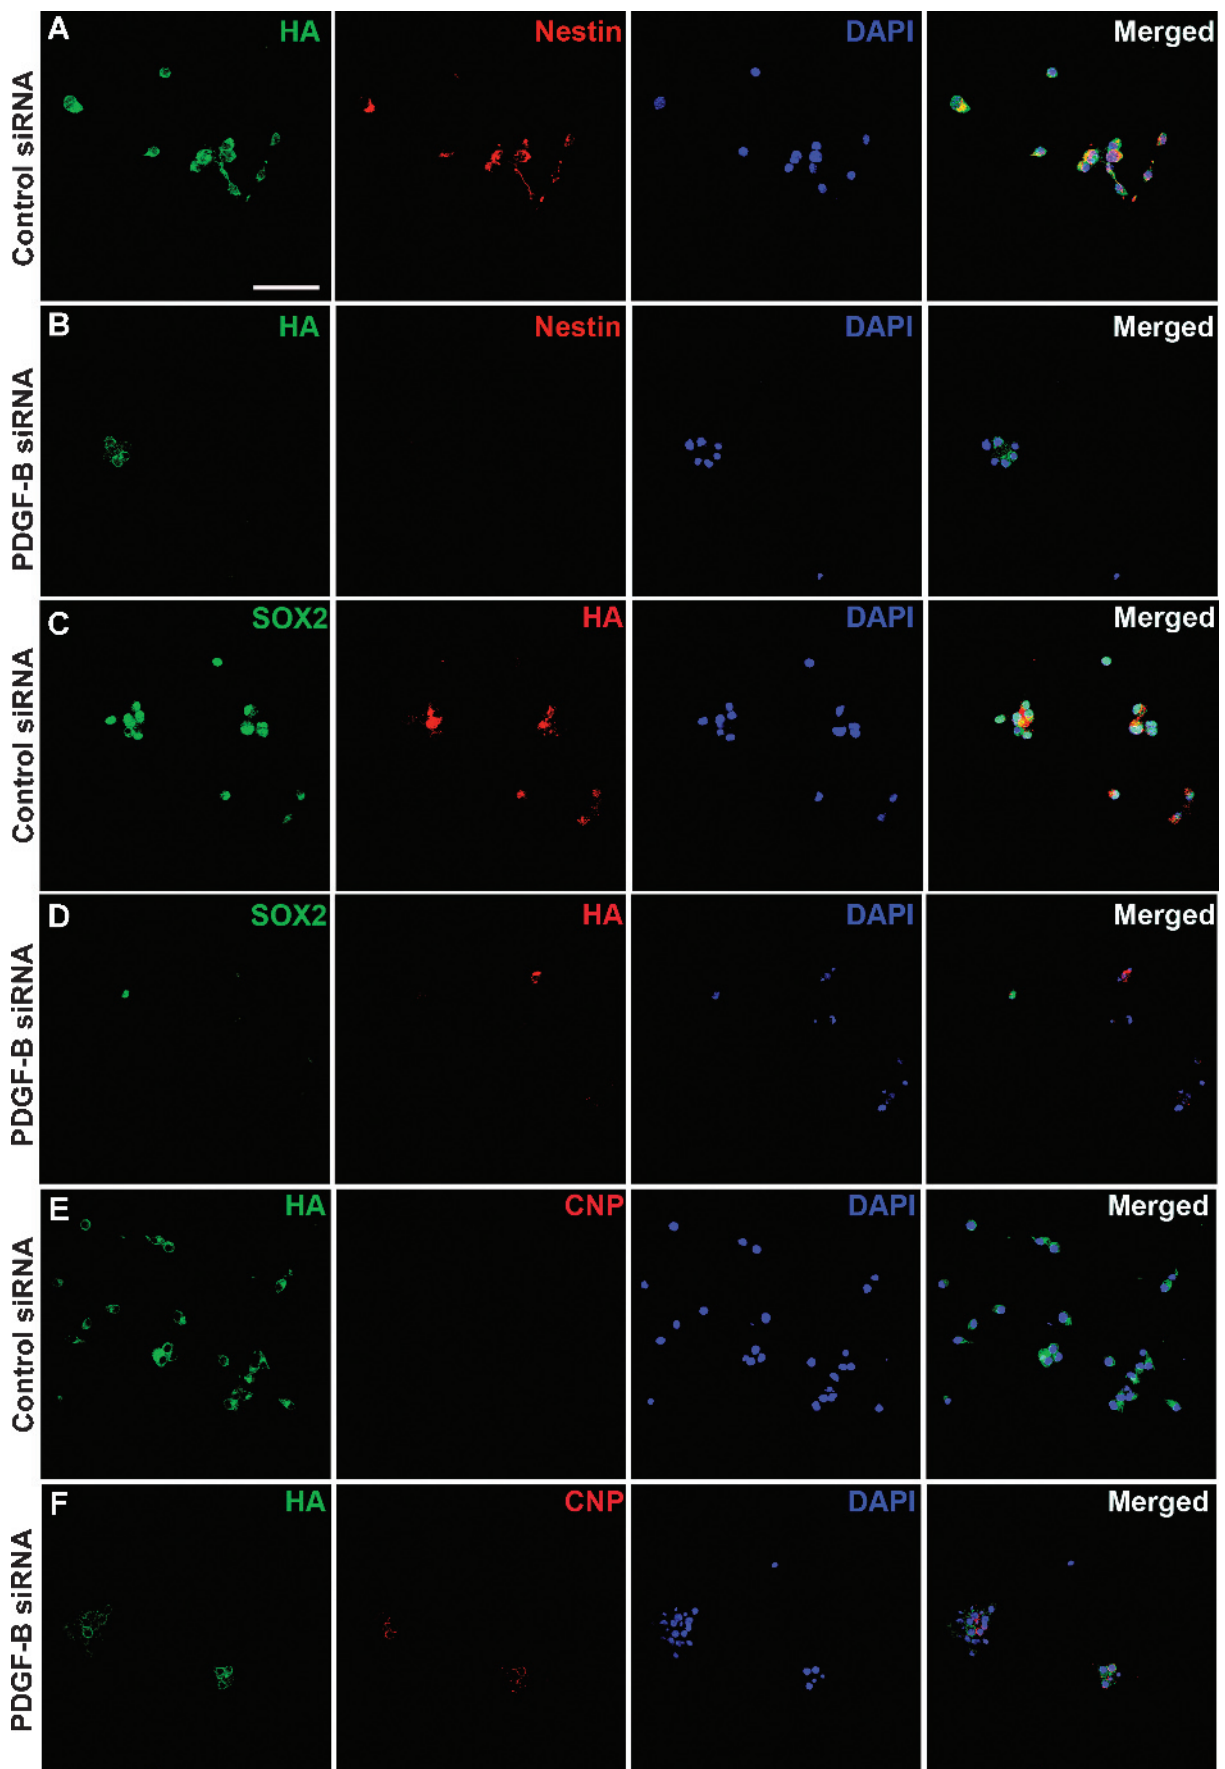 A HA Nestin DAPI Merged
Control siRNA
B HA Nestin DAPI Merged
PDGF-B siRNA
C SOX2 HA DAPI Merged
Control siRNA
D SOX2 HA DAPI Merged
PDGF-B siRNA
E HA CNP DAPI Merged
Control siRNA
F HA CNP DAPI Merged
PDGF-B siRNA